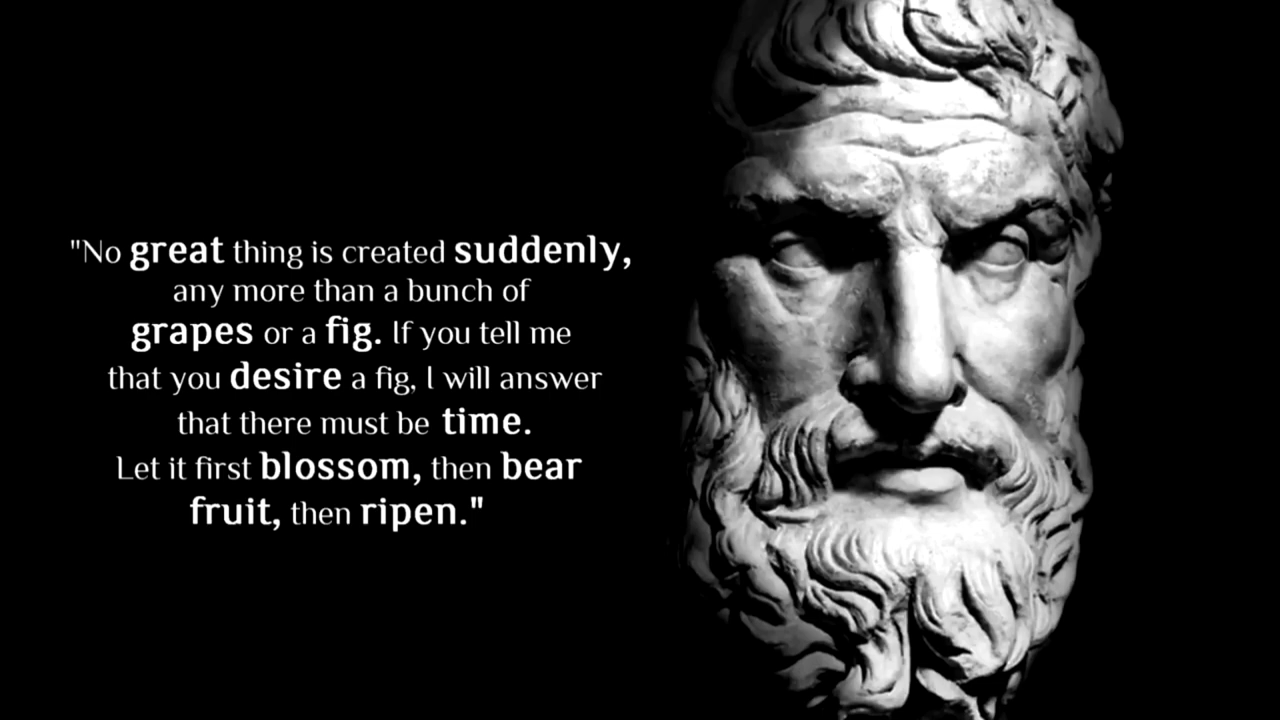 "No great thing is created suddenly,
any more than a bunch of
grapes or a fig. If you tell me
that you desire a fig, I will answer
that there must be time.
Let it first blossom, then bear
fruit, then ripen."